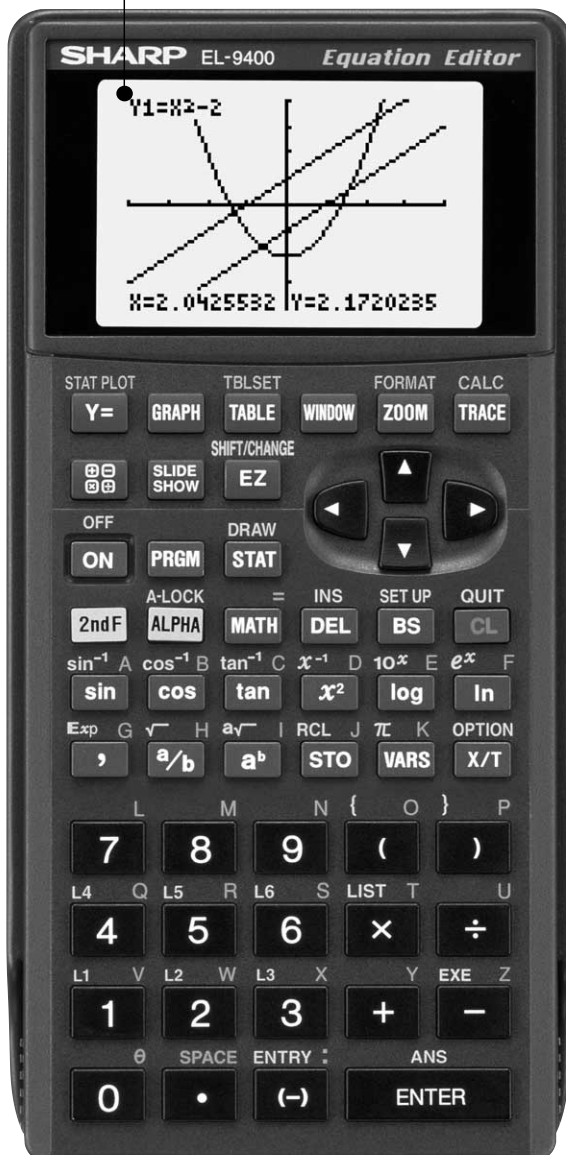 SHARP EL-9400 Equation Editor
Y1=X²-2
X=2.0425532 Y=2.1720235
STAT PLOT TBLSET FORMAT CALC
Y= GRAPH TABLE WINDOW ZOOM TRACE
SHIFT/CHANGE
SLIDE SHOW EZ
OFF DRAW
ON PRGM STAT
A-LOCK = INS SET UP QUIT
2ndF ALPHA MATH DEL BS CL
sin⁻¹ A cos⁻¹ B tan⁻¹ C x⁻¹ D 10ˣ E eˣ F
sin cos tan x² log ln
Exp G √ H a√ I RCL J π K OPTION
, a/b aᵇ STO VARS X/T
L M N { O } P
7 8 9 ( )
L4 Q L5 R L6 S LIST T U
4 5 6 × ÷
L1 V L2 W L3 X Y EXE Z
1 2 3 + −
θ SPACE ENTRY : ANS
0 • (−) ENTER